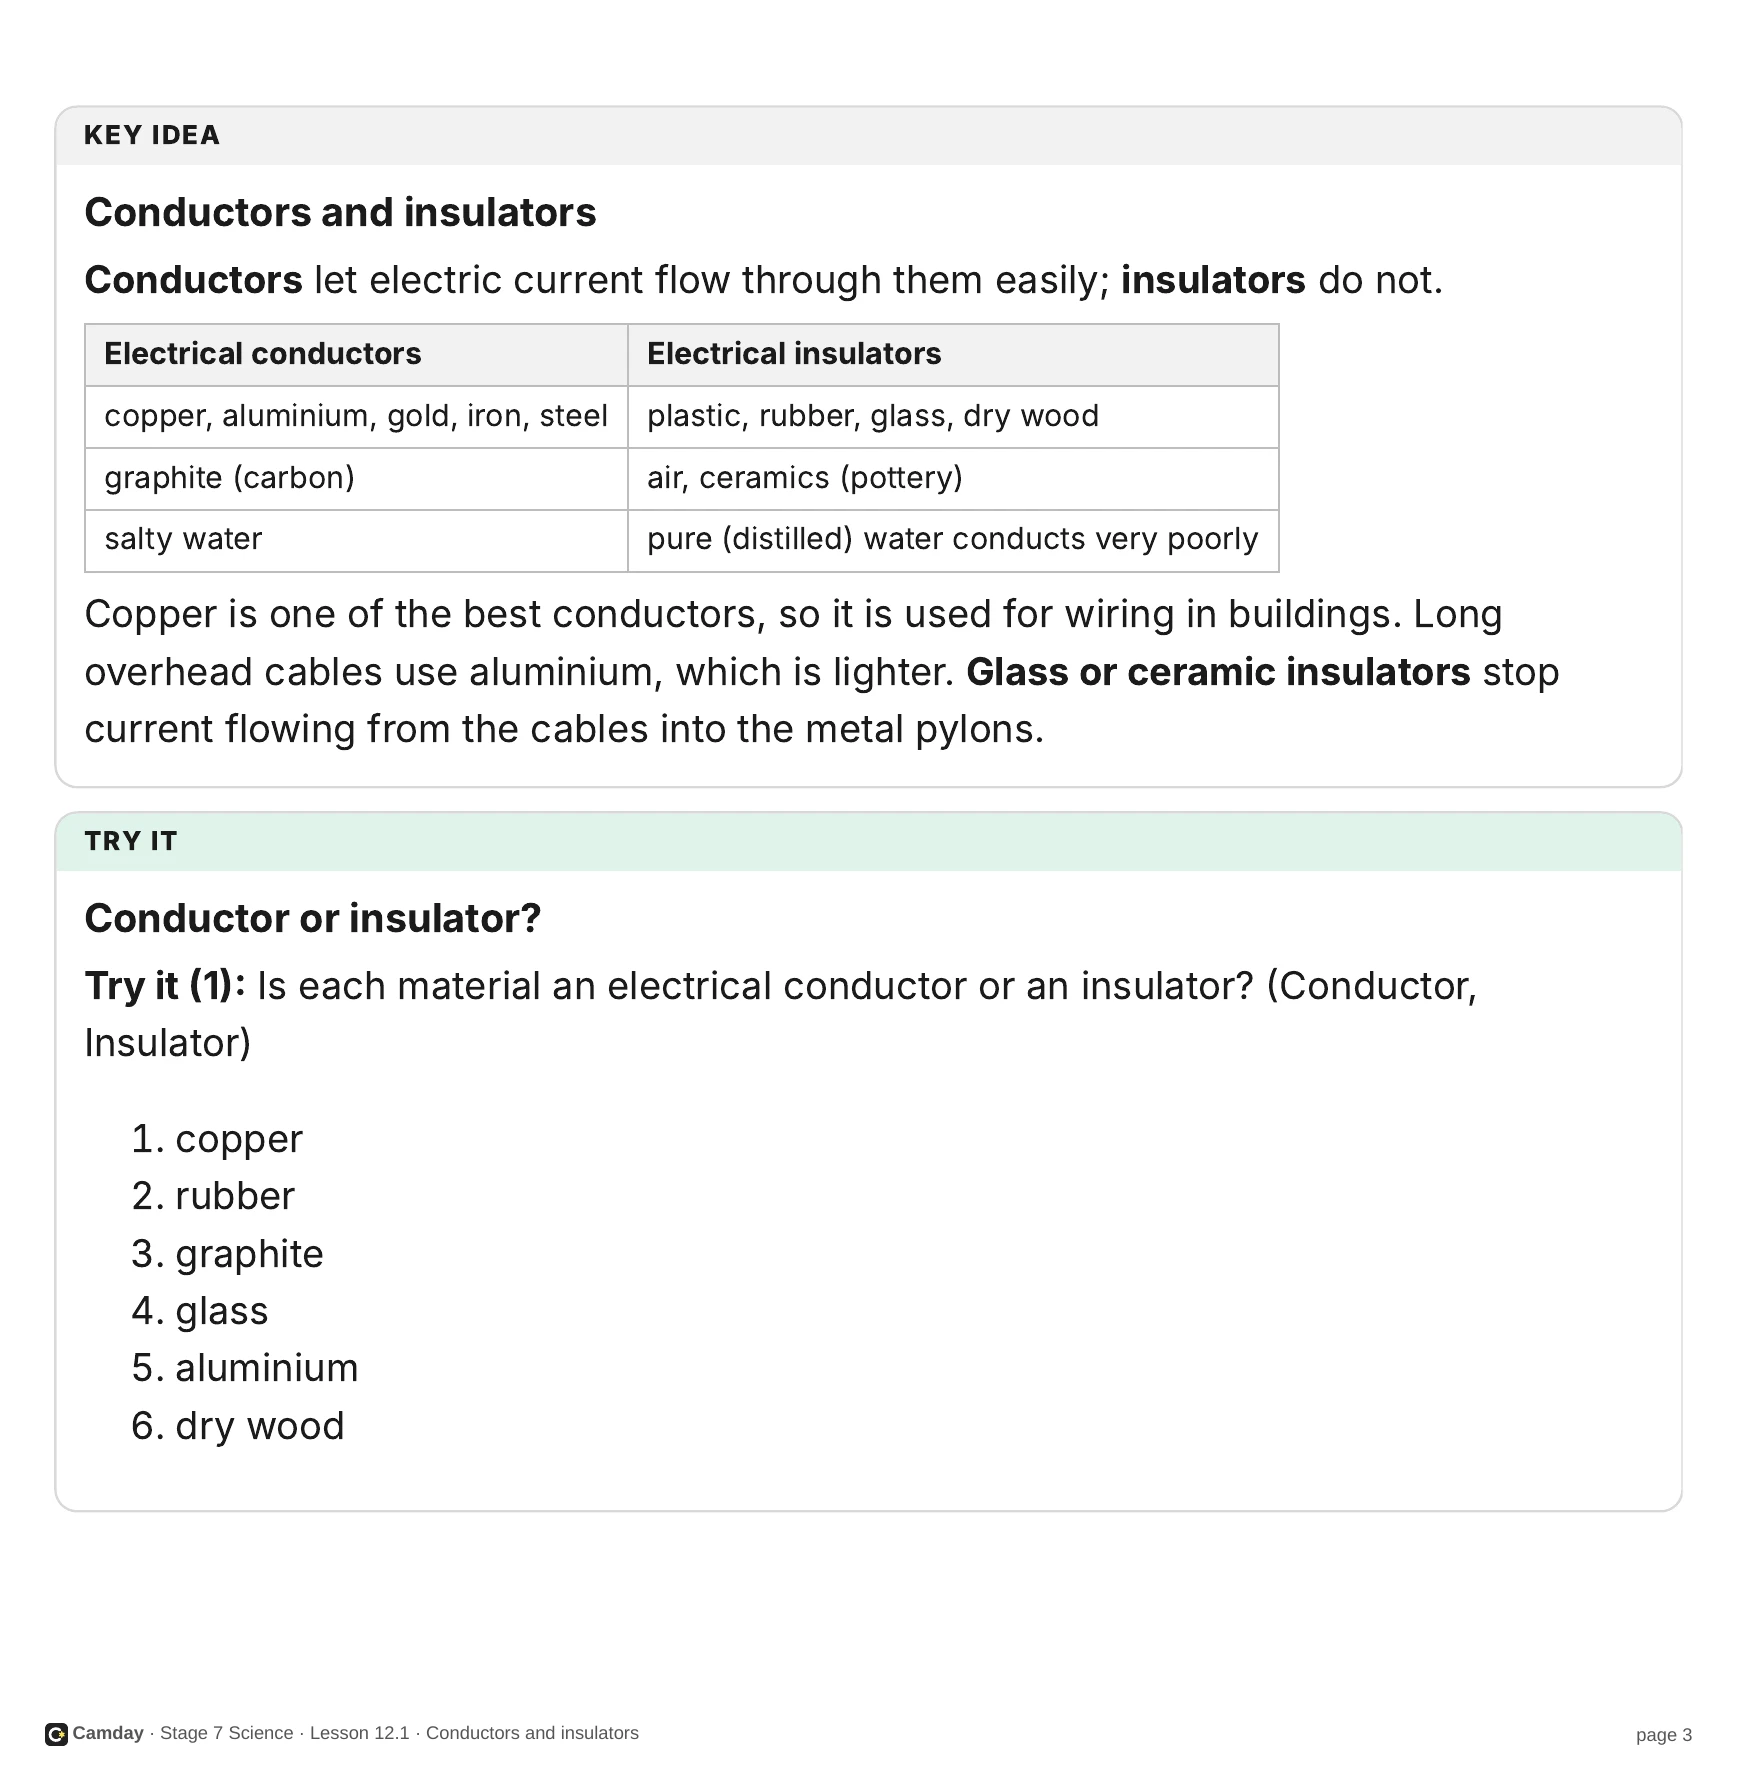 KEY IDEA
Conductors and insulators
Conductors let electric current flow through them easily; insulators do not.
Electrical conductors Electrical insulators
copper, aluminium, gold, iron, steel plastic, rubber, glass, dry wood
graphite (carbon) air, ceramics (pottery)
salty water pure (distilled) water conducts very poorly
Copper is one of the best conductors, so it is used for wiring in buildings. Long
overhead cables use aluminium, which is lighter. Glass or ceramic insulators stop
current flowing from the cables into the metal pylons.
TRY IT
Conductor or insulator?
Try it (1): Is each material an electrical conductor or an insulator? (Conductor,
Insulator)
1. copper
2. rubber
3. graphite
4. glass
5. aluminium
6. dry wood
Camday · Stage 7 Science · Lesson 12.1 · Conductors and insulators
page 3